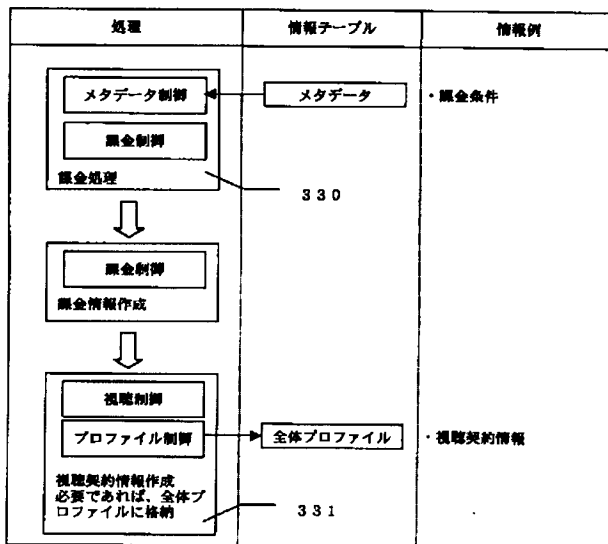 処理
情報テーブル
情報例
メタデータ制御
メタデータ
・課金条件
課金制御
課金処理
330
課金制御
課金情報作成
視聴制御
プロファイル制御
全体プロファイル
・視聴契約情報
視聴契約情報作成
必要であれば、全体プ
ロファイルに格納
331